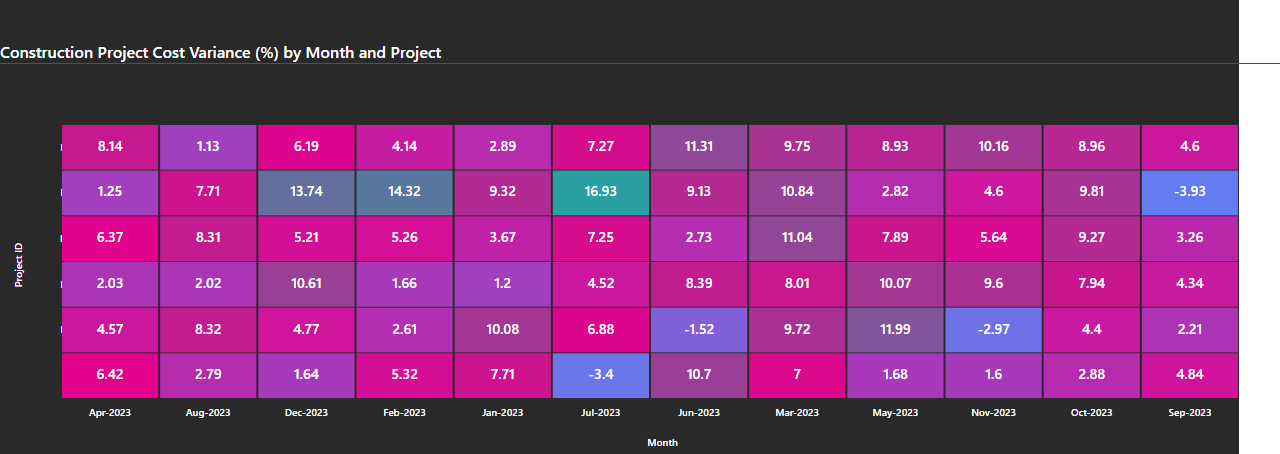 Construction Project Cost Variance (%) by Month and Project
8.14 1.13 6.19 4.14 2.89 7.27 11.31 9.75 8.93 10.16 8.96 4.6
1.25 7.71 13.74 14.32 9.32 16.93 9.13 10.84 2.82 4.6 9.81 -3.93
6.37 8.31 5.21 5.26 3.67 7.25 2.73 11.04 7.89 5.64 9.27 3.26
2.03 2.02 10.61 1.66 1.2 4.52 8.39 8.01 10.07 9.6 7.94 4.34
4.57 8.32 4.77 2.61 10.08 6.88 -1.52 9.72 11.99 -2.97 4.4 2.21
6.42 2.79 1.64 5.32 7.71 -3.4 10.7 7 1.68 1.6 2.88 4.84
Project ID
Apr-2023 Aug-2023 Dec-2023 Feb-2023 Jan-2023 Jul-2023 Jun-2023 Mar-2023 May-2023 Nov-2023 Oct-2023 Sep-2023
Month